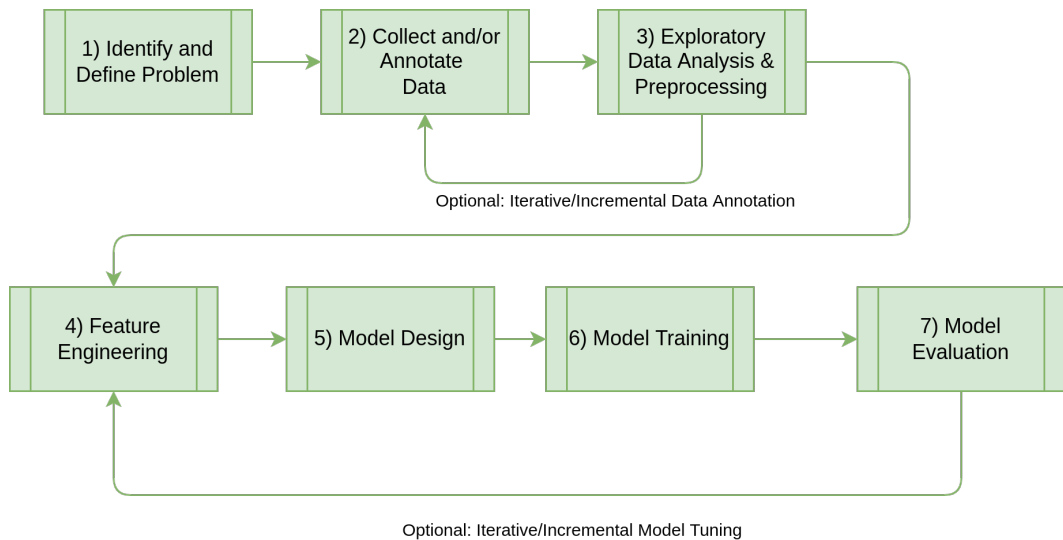 1) Identify and
Define Problem
2) Collect and/or
Annotate
Data
3) Exploratory
Data Analysis &
Preprocessing
Optional: Iterative/Incremental Data Annotation
4) Feature
Engineering
5) Model Design
6) Model Training
7) Model
Evaluation
Optional: Iterative/Incremental Model Tuning